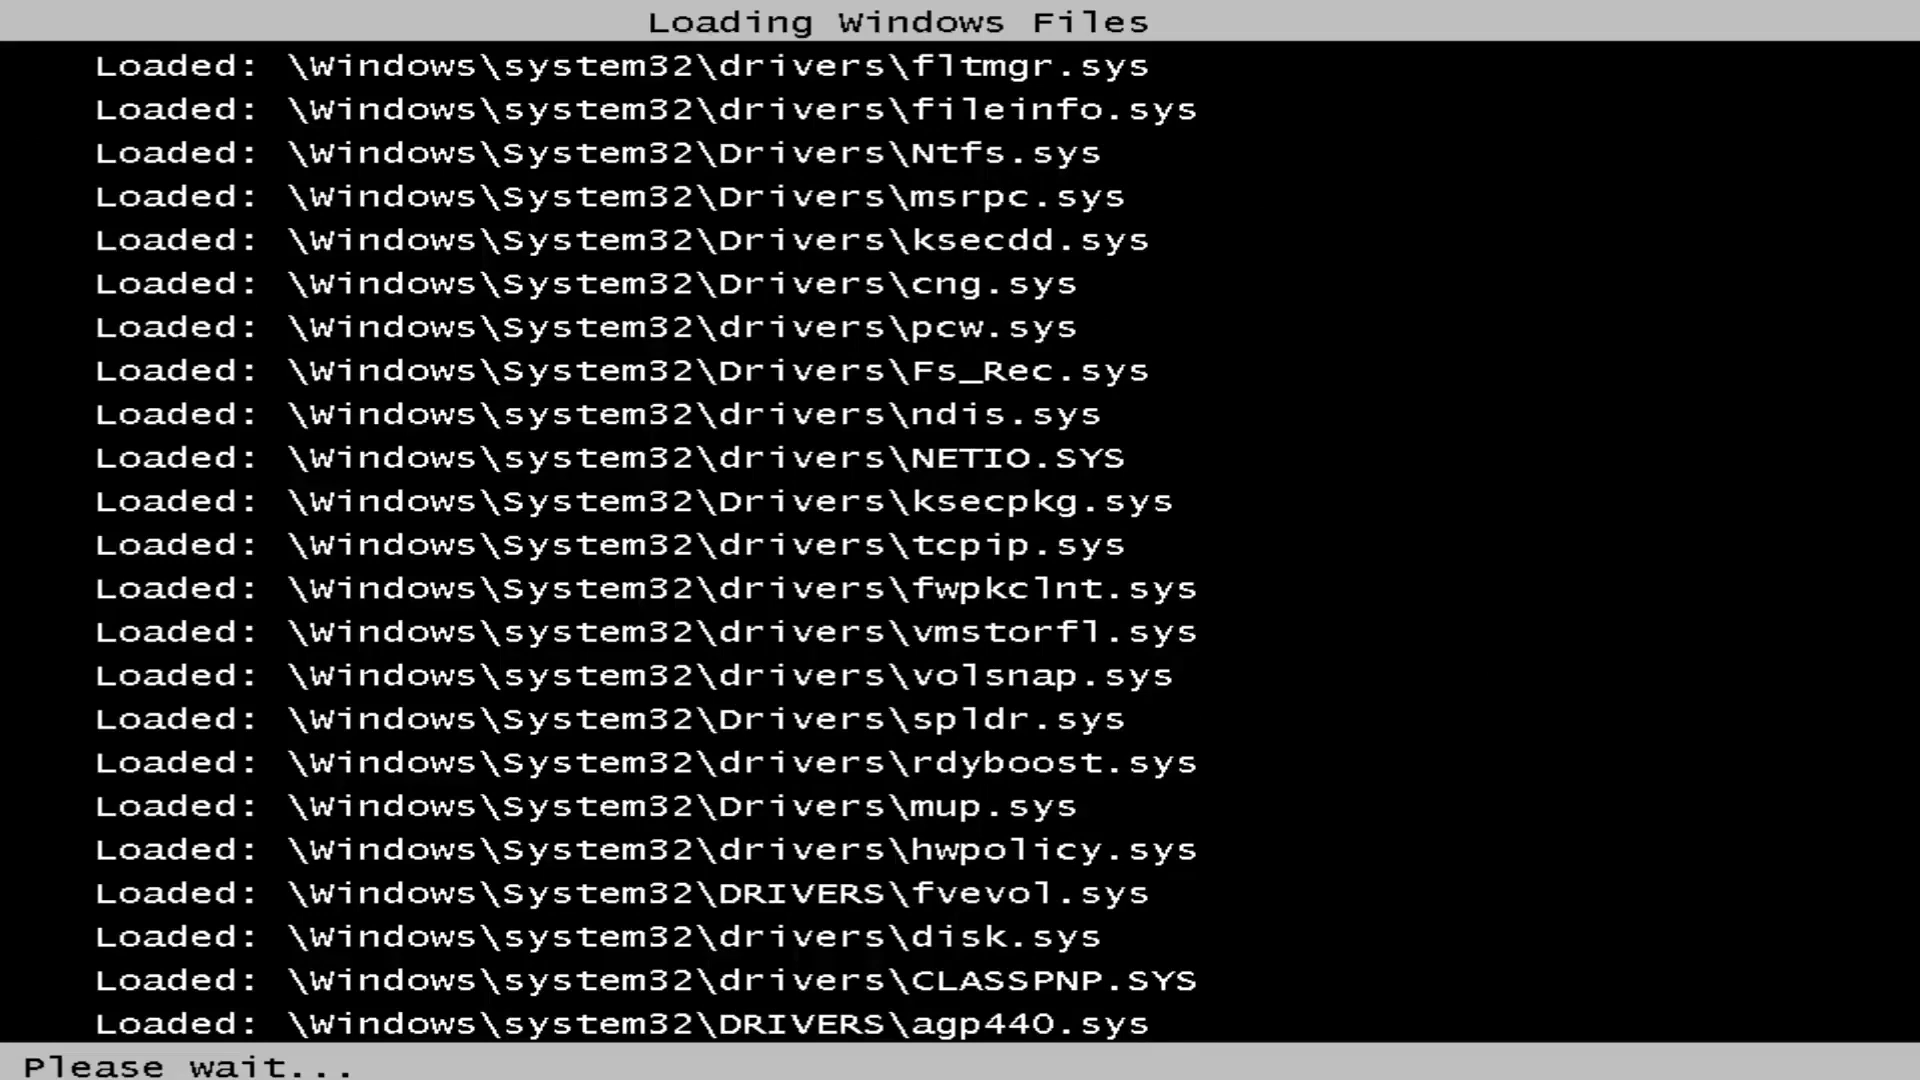 Loading Windows Files
Loaded: \Windows\system32\drivers\fltmgr.sys
Loaded: \Windows\system32\drivers\fileinfo.sys
Loaded: \Windows\System32\Drivers\Ntfs.sys
Loaded: \Windows\System32\Drivers\msrpc.sys
Loaded: \Windows\System32\Drivers\ksecdd.sys
Loaded: \Windows\System32\Drivers\cng.sys
Loaded: \Windows\System32\drivers\pcw.sys
Loaded: \Windows\System32\Drivers\Fs_Rec.sys
Loaded: \Windows\system32\drivers\ndis.sys
Loaded: \Windows\system32\drivers\NETIO.SYS
Loaded: \Windows\System32\Drivers\ksecpkg.sys
Loaded: \Windows\System32\drivers\tcpip.sys
Loaded: \Windows\System32\drivers\fwpkclnt.sys
Loaded: \Windows\system32\drivers\vmstorfl.sys
Loaded: \Windows\system32\drivers\volsnap.sys
Loaded: \Windows\System32\Drivers\spldr.sys
Loaded: \Windows\System32\drivers\rdyboost.sys
Loaded: \Windows\System32\Drivers\mup.sys
Loaded: \Windows\System32\drivers\hwpolicy.sys
Loaded: \Windows\System32\DRIVERS\fvevol.sys
Loaded: \Windows\system32\drivers\disk.sys
Loaded: \Windows\system32\drivers\CLASSPNP.SYS
Loaded: \Windows\system32\DRIVERS\agp440.sys
Please wait...